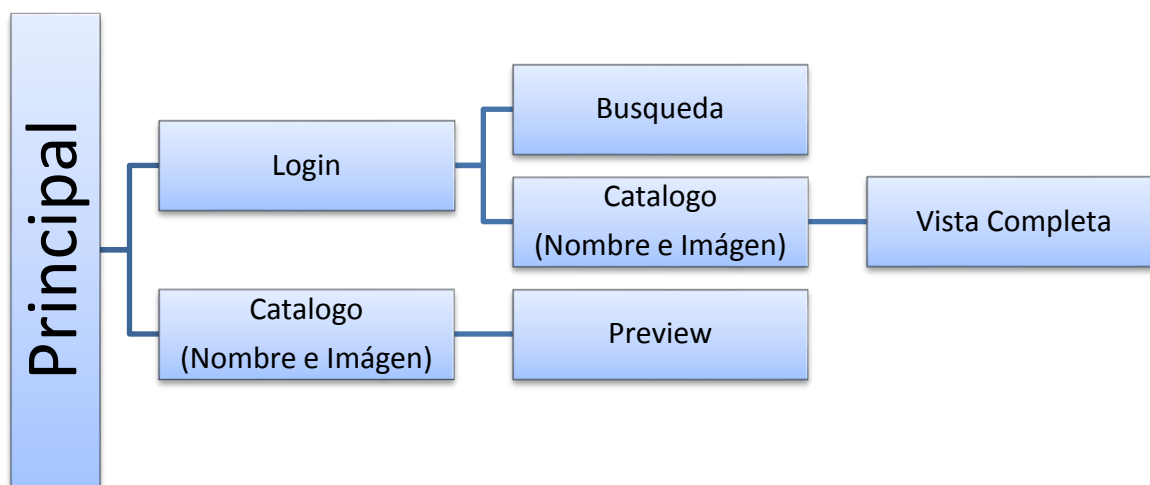 Principal
Login
Busqueda
Catalogo
(Nombre e Imágen)
Vista Completa
Catalogo
(Nombre e Imágen)
Preview